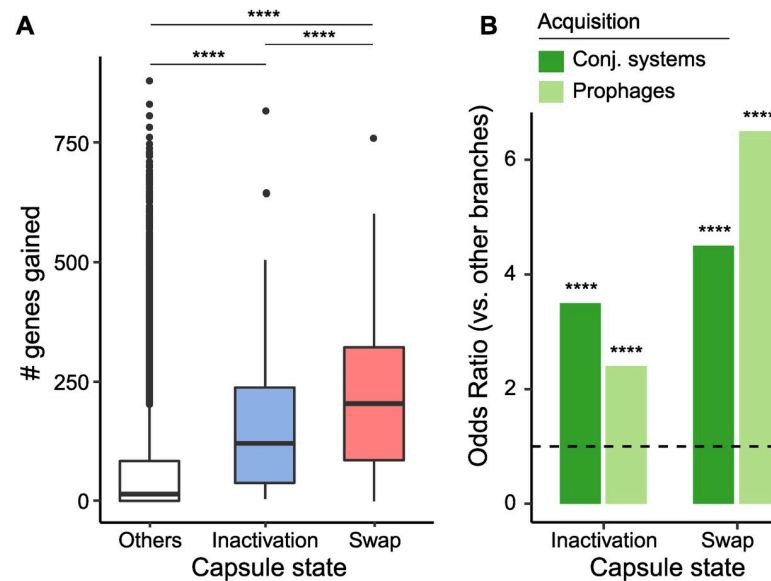 A
****
****
****
# genes gained
750
500
250
0
Others
Inactivation
Swap
Capsule state
B
Acquisition
Conj. systems
Prophages
Odds Ratio (vs. other branches)
6
4
2
0
****
****
****
****
Inactivation
Swap
Capsule state